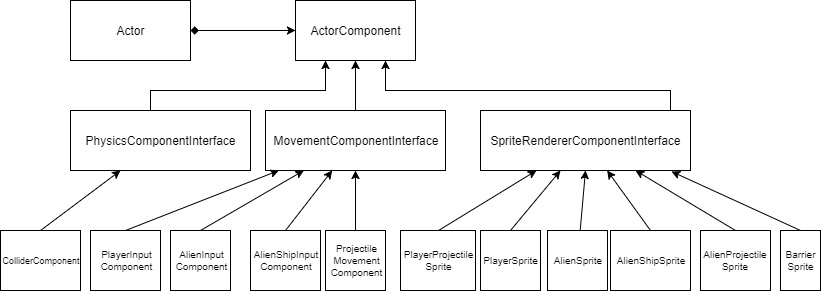 Actor
ActorComponent
PhysicsComponentInterface
MovementComponentInterface
SpriteRendererComponentInterface
ColliderComponent
PlayerInput
Component
AlienInput
Component
AlienShipInput
Component
Projectile
Movement
Component
PlayerProjectile
Sprite
PlayerSprite
AlienSprite
AlienShipSprite
AlienProjectile
Sprite
Barrier
Sprite